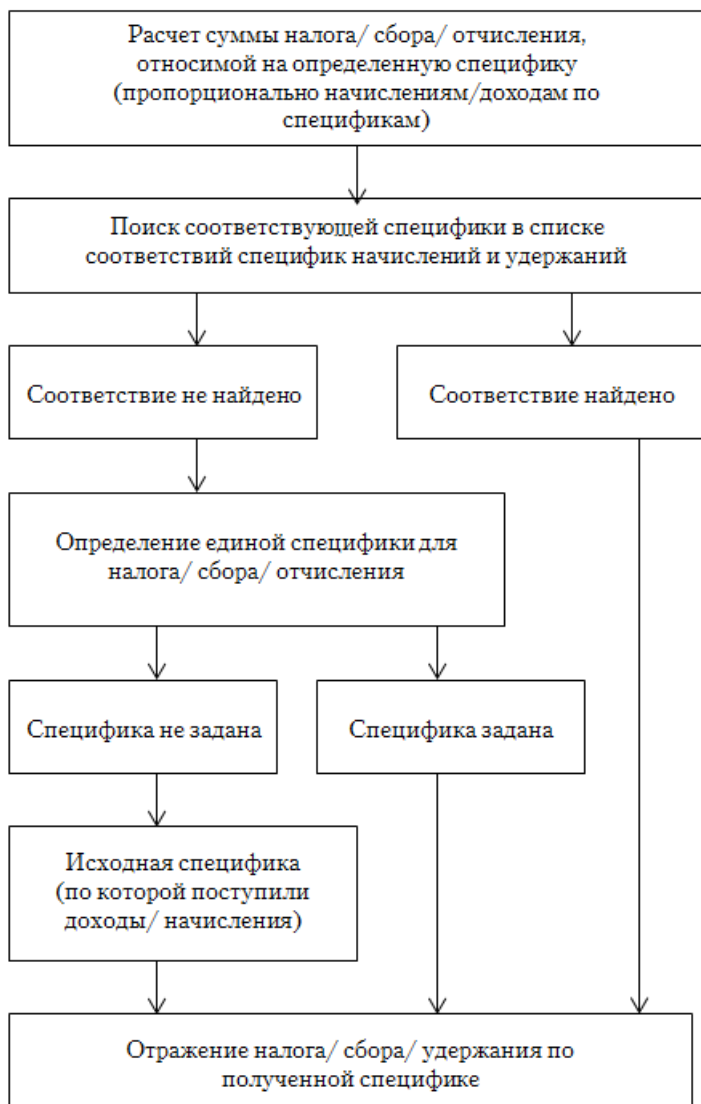 Расчет суммы налога/ сбора/ отчисления,
относимой на определенную специфику
(пропорционально начислениям/доходам по
спецификам)
Поиск соответствующей специфики в списке
соответствий специфик начислений и удержаний
Соответствие не найдено
Соответствие найдено
Определение единой специфики для
налога/ сбора/ отчисления
Специфика не задана
Специфика задана
Исходная специфика
(по которой поступили
доходы/ начисления)
Отражение налога/ сбора/ удержания по
полученной специфике